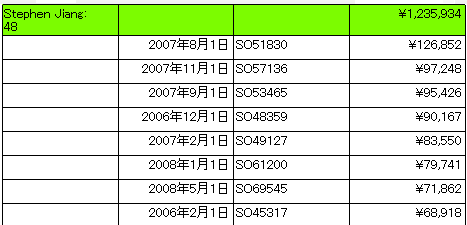 Stephen Jiang: ¥1,235,934
48
2007年8月1日 SO51830 ¥126,852
2007年11月1日 SO57136 ¥97,248
2007年9月1日 SO53465 ¥95,426
2006年12月1日 SO48359 ¥90,167
2007年2月1日 SO49127 ¥83,550
2008年1月1日 SO61200 ¥79,741
2008年5月1日 SO69545 ¥71,862
2006年2月1日 SO45317 ¥68,918